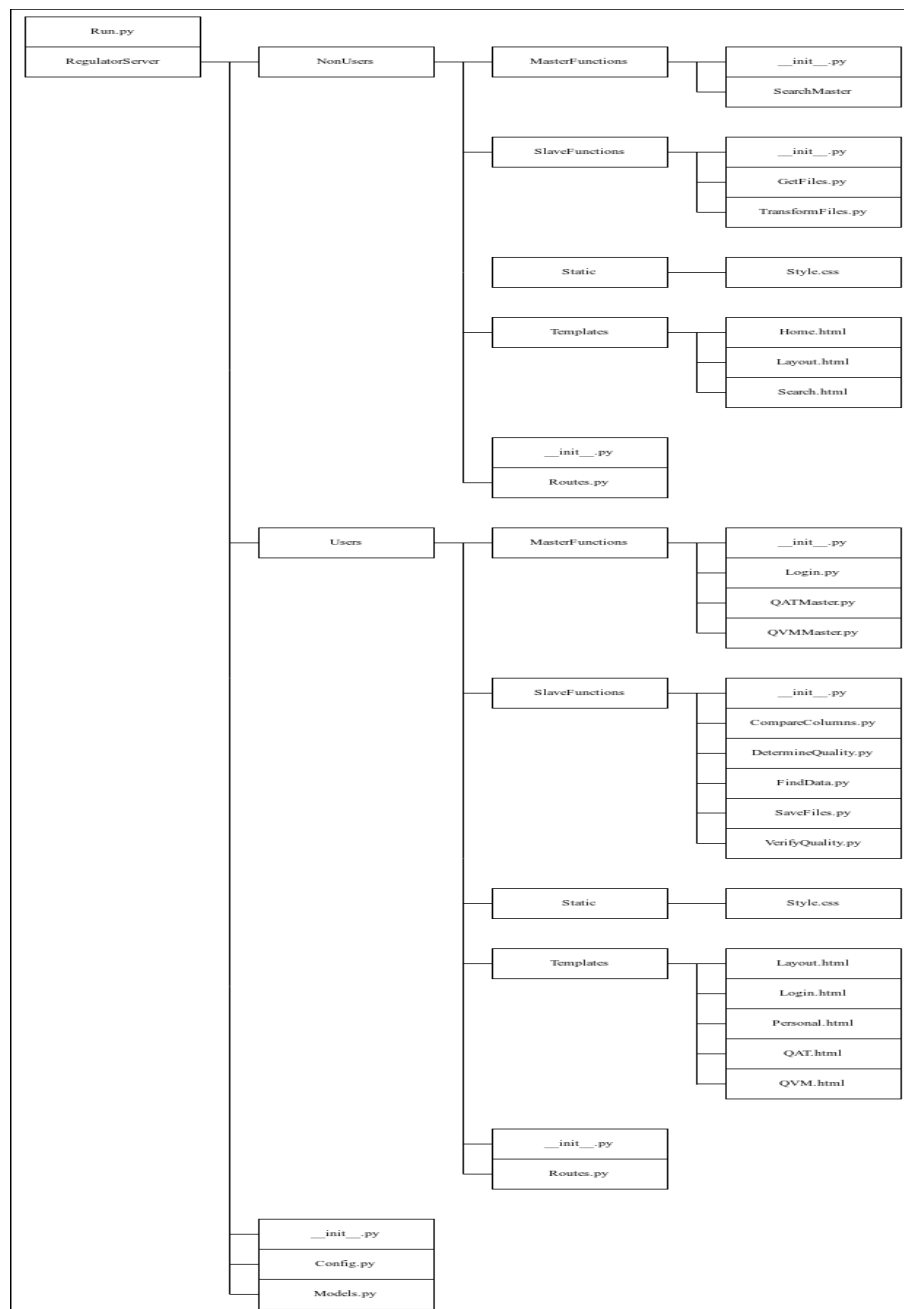 Run.py
RegulatorServer
NonUsers
MasterFunctions
__init__.py
SearchMaster
SlaveFunctions
__init__.py
GetFiles.py
TransformFiles.py
Static
Style.css
Templates
Home.html
Layout.html
Search.html
__init__.py
Routes.py
Users
MasterFunctions
__init__.py
Login.py
QATMaster.py
QVMMaster.py
SlaveFunctions
__init__.py
CompareColumns.py
DetermineQuality.py
FindData.py
SaveFiles.py
VerifyQuality.py
Static
Style.css
Templates
Layout.html
Login.html
Personal.html
QAT.html
QVM.html
__init__.py
Routes.py
__init__.py
Config.py
Models.py